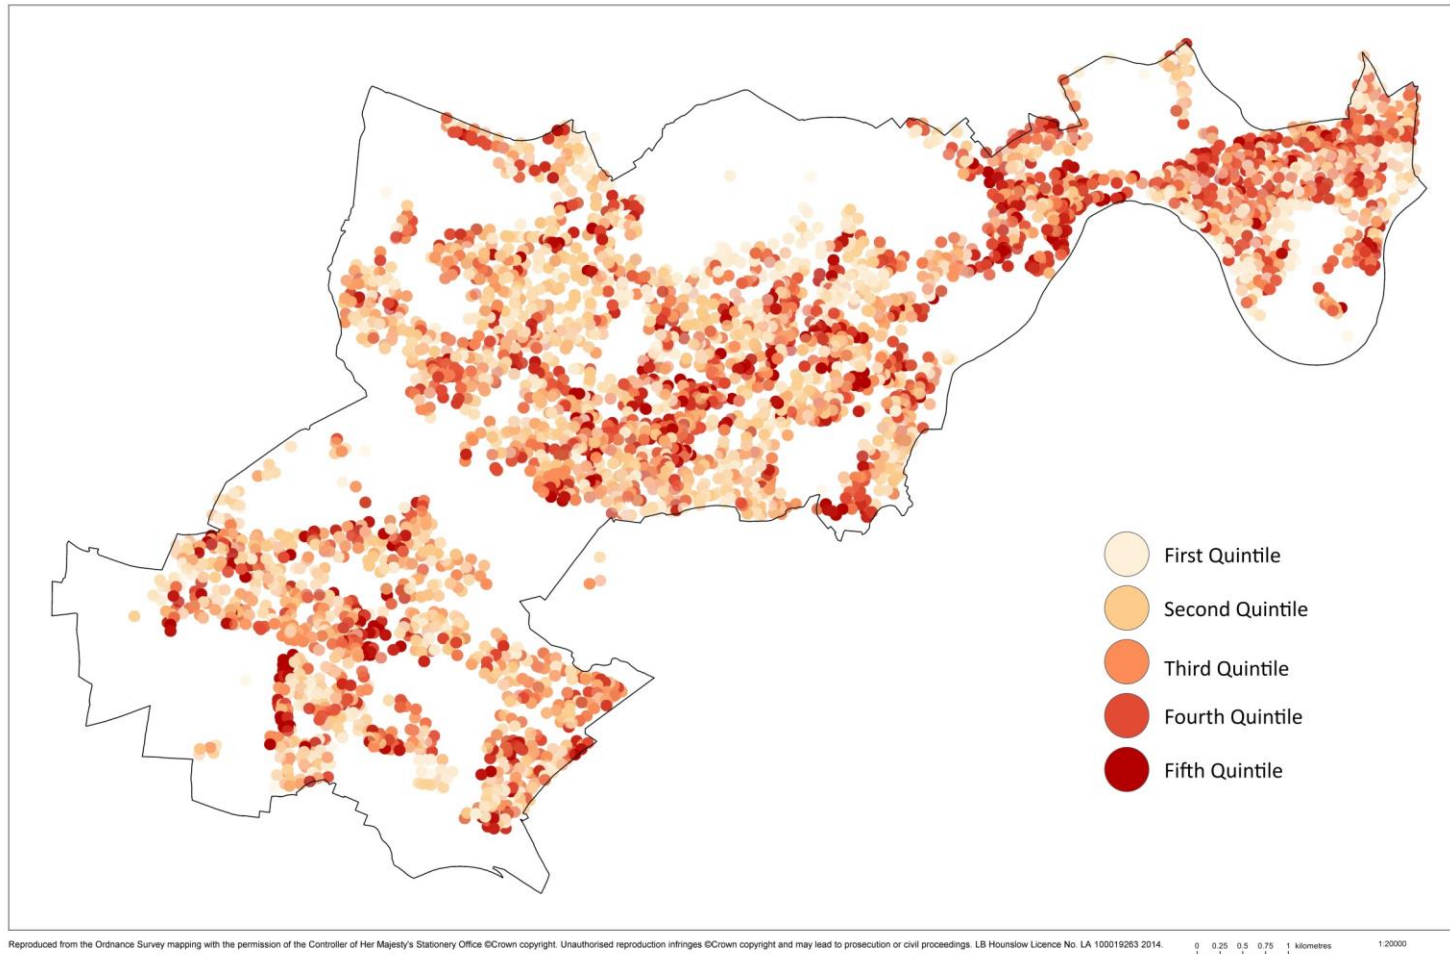 First Quintile
Second Quintile
Third Quintile
Fourth Quintile
Fifth Quintile
Reproduced from the Ordnance Survey mapping with the permission of the Controller of Her Majesty's Stationery Office ©Crown copyright. Unauthorised reproduction infringes ©Crown copyright and may lead to prosecution or civil proceedings. LB Hounslow Licence No. LA 100019263 2014.
0 0.25 0.5 0.75 1 kilometres
1:20000